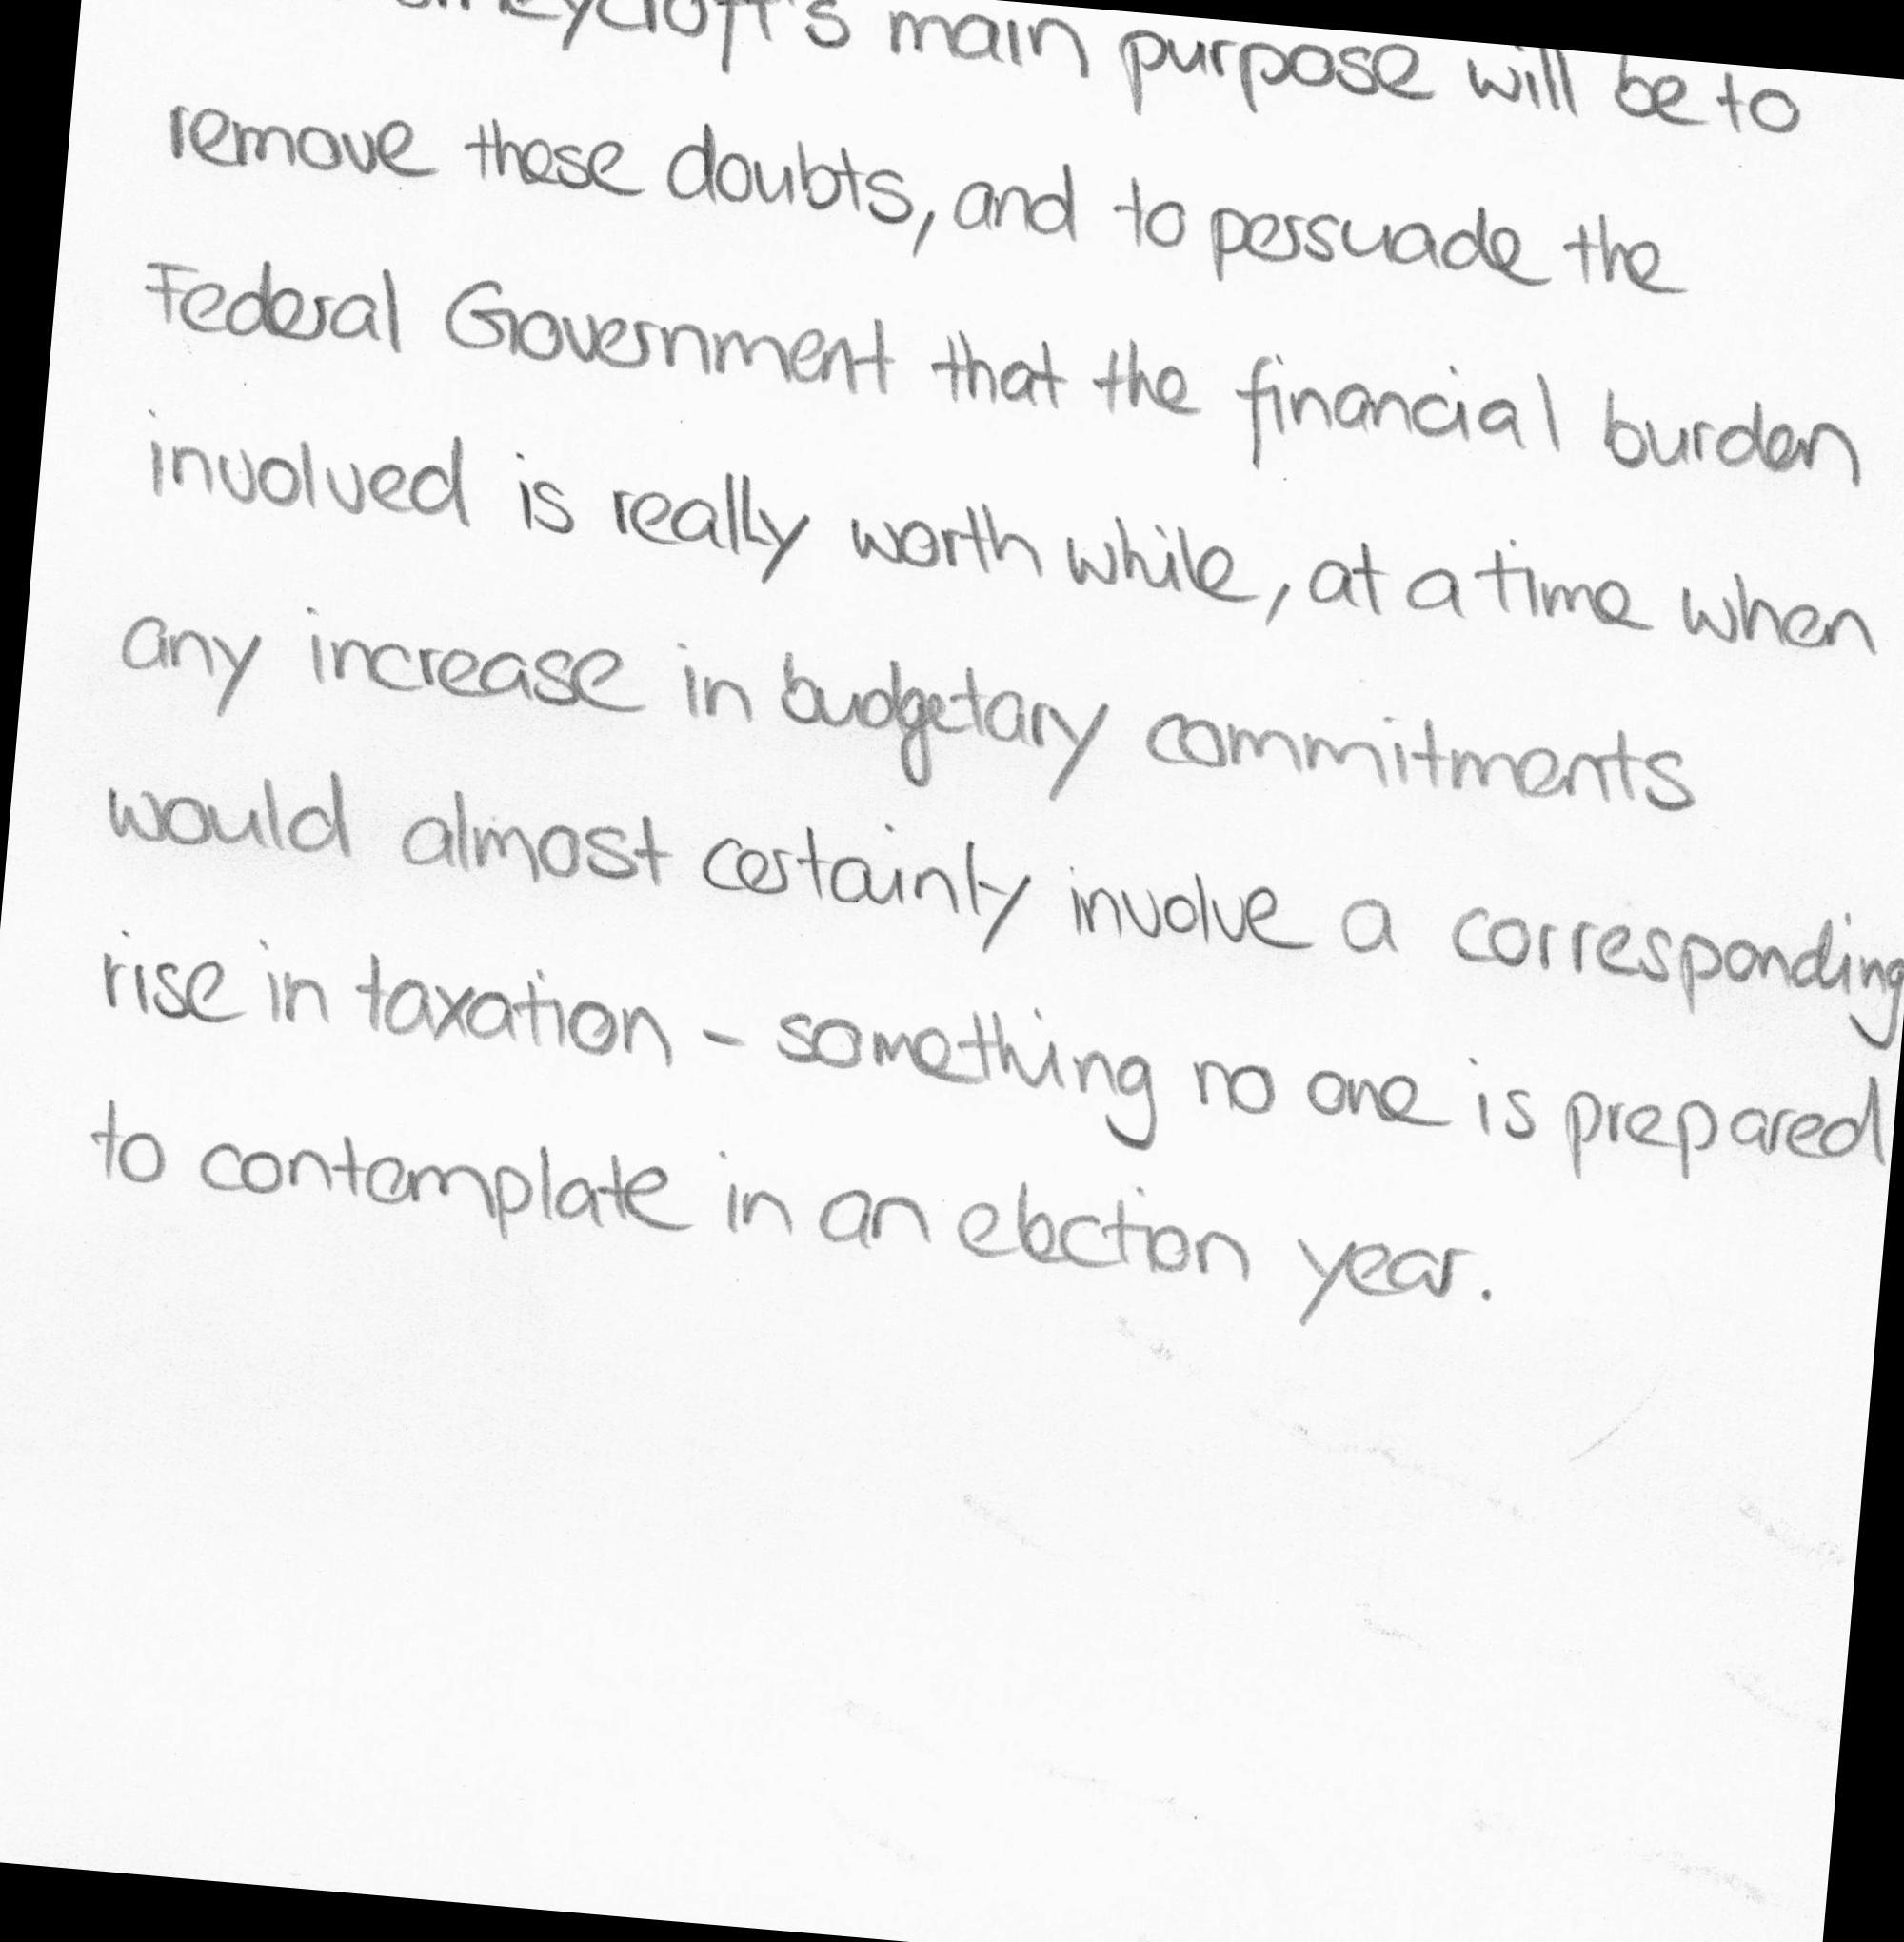 main purpose will be to
remove these doubts, and to persuade the
Federal Government that the financial burden
involved is really worth while, at a time when
any increase in budgetary commitments
would almost certainly involve a corresponding
rise in taxation - something no one is prepared
to contemplate in an election year.